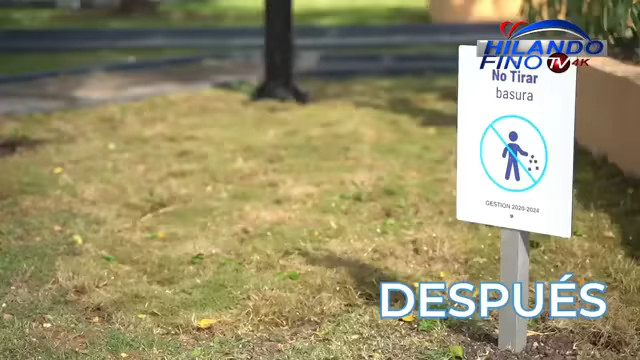 HILANDO
FINO TV 4K
No Tirar
basura
GESTION 2020-2024
DESPUÉS